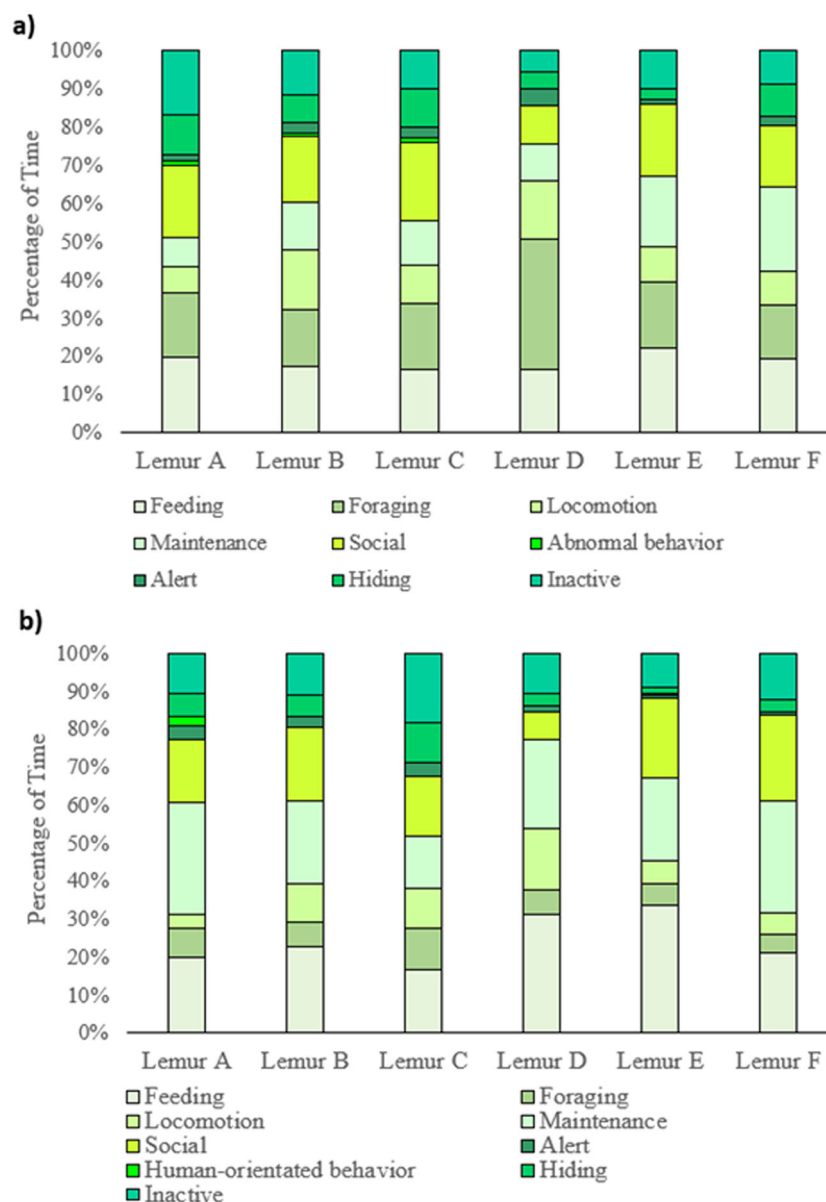 a)
100%
90%
80%
70%
60%
50%
40%
30%
20%
10%
0%
Percentage of Time
Lemur A Lemur B Lemur C Lemur D Lemur E Lemur F
Feeding Foraging Locomotion
Maintenance Social Abnormal behavior
Alert Hiding Inactive
b)
100%
90%
80%
70%
60%
50%
40%
30%
20%
10%
0%
Percentage of Time
Lemur A Lemur B Lemur C Lemur D Lemur E Lemur F
Feeding Foraging
Locomotion Maintenance
Social Alert
Human-orientated behavior Hiding
Inactive